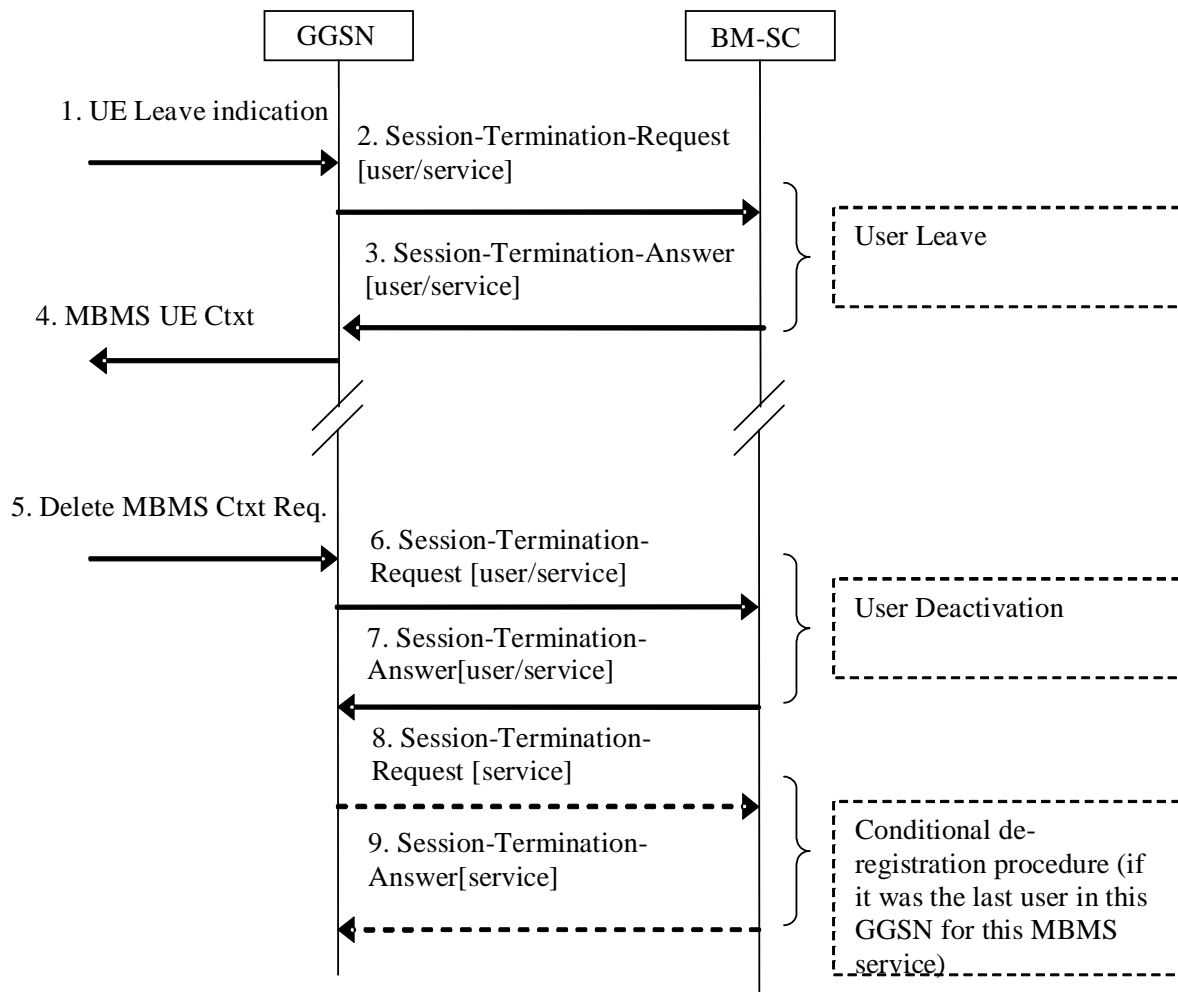 GGSN
BM-SC
1. UE Leave indication
2. Session-Termination-Request
[user/service]
3. Session-Termination-Answer
[user/service]
User Leave
4. MBMS UE Ctxt
5. Delete MBMS Ctxt Req.
6. Session-Termination-
Request [user/service]
User Deactivation
7. Session-Termination-
Answer[user/service]
8. Session-Termination-
Request [service]
9. Session-Termination-
Answer[service]
Conditional de-
registration procedure (if
it was the last user in this
GGSN for this MBMS
service)